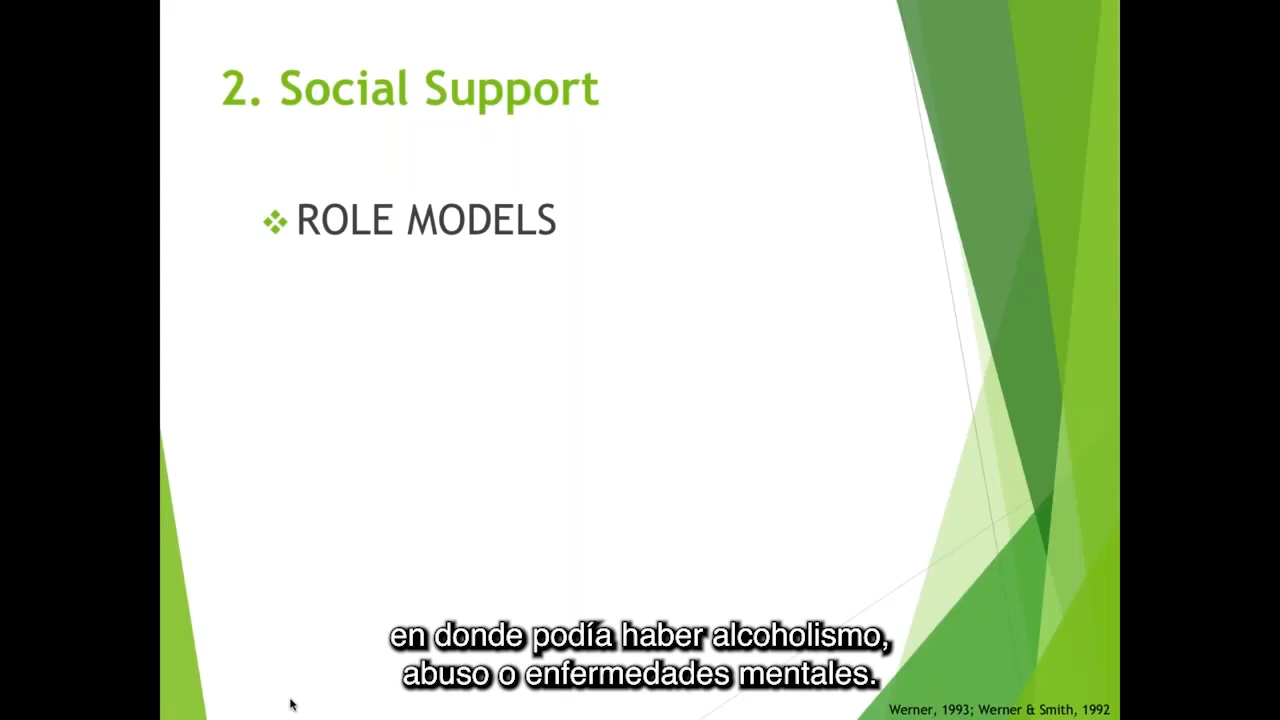 2. Social Support
ROLE MODELS
en donde podía haber alcoholismo,
abuso o enfermedades mentales.
Werner, 1993; Werner & Smith, 1992